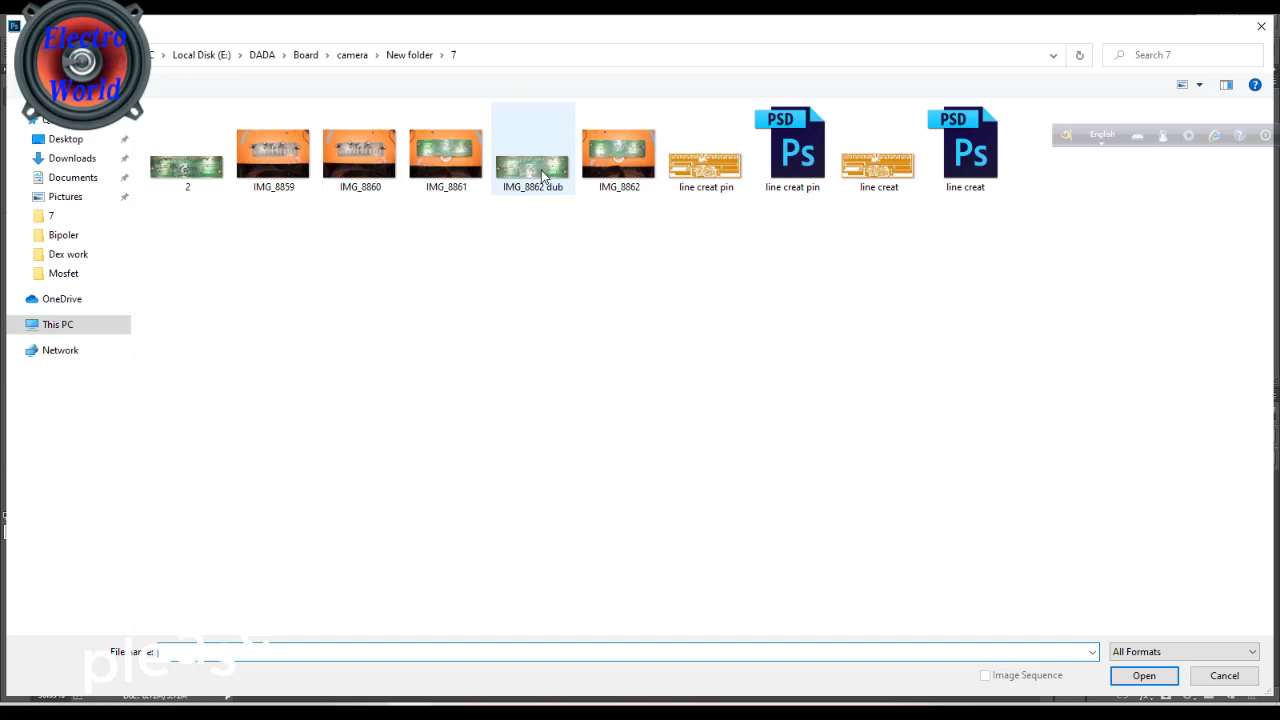 Electro
World
Local Disk (E:) > DADA > Board > camera > New folder > 7
Search 7
English
Desktop
Downloads
Documents
Pictures
7
Bipoler
Dex work
Mosfet
OneDrive
This PC
Network
PSD
Ps
PSD
Ps
2
IMG_8859
IMG_8860
IMG_8861
IMG_8862 dub
IMG_8862
line creat pin
line creat pin
line creat
line creat
File name:
All Formats
Image Sequence
Open
Cancel